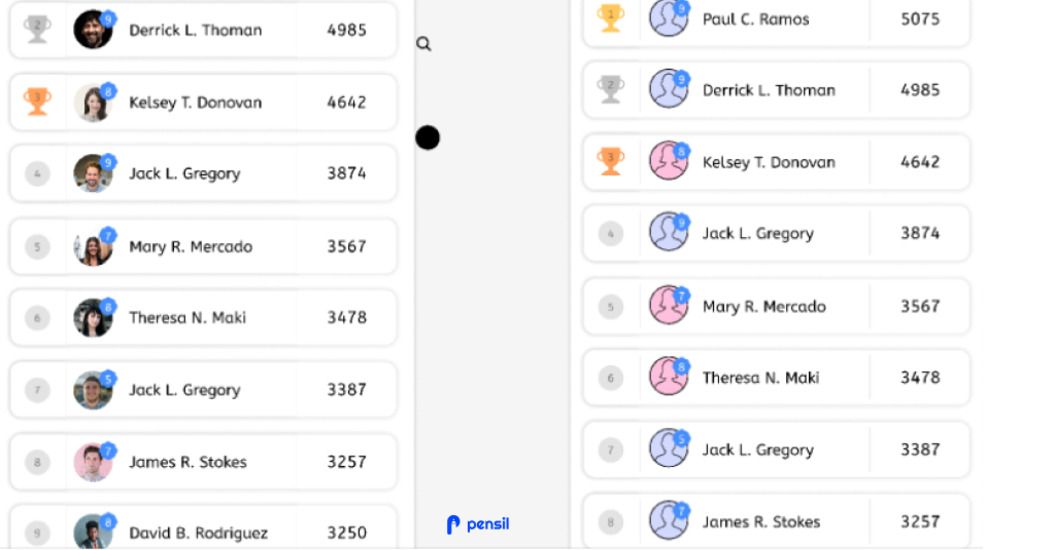 2 9 Derrick L. Thoman 4985
3 8 Kelsey T. Donovan 4642
4 9 Jack L. Gregory 3874
5 7 Mary R. Mercado 3567
6 8 Theresa N. Maki 3478
7 5 Jack L. Gregory 3387
8 7 James R. Stokes 3257
9 8 David B. Rodriguez 3250
pensil
1 9 Paul C. Ramos 5075
2 9 Derrick L. Thoman 4985
3 8 Kelsey T. Donovan 4642
4 9 Jack L. Gregory 3874
5 7 Mary R. Mercado 3567
6 8 Theresa N. Maki 3478
7 5 Jack L. Gregory 3387
8 7 James R. Stokes 3257